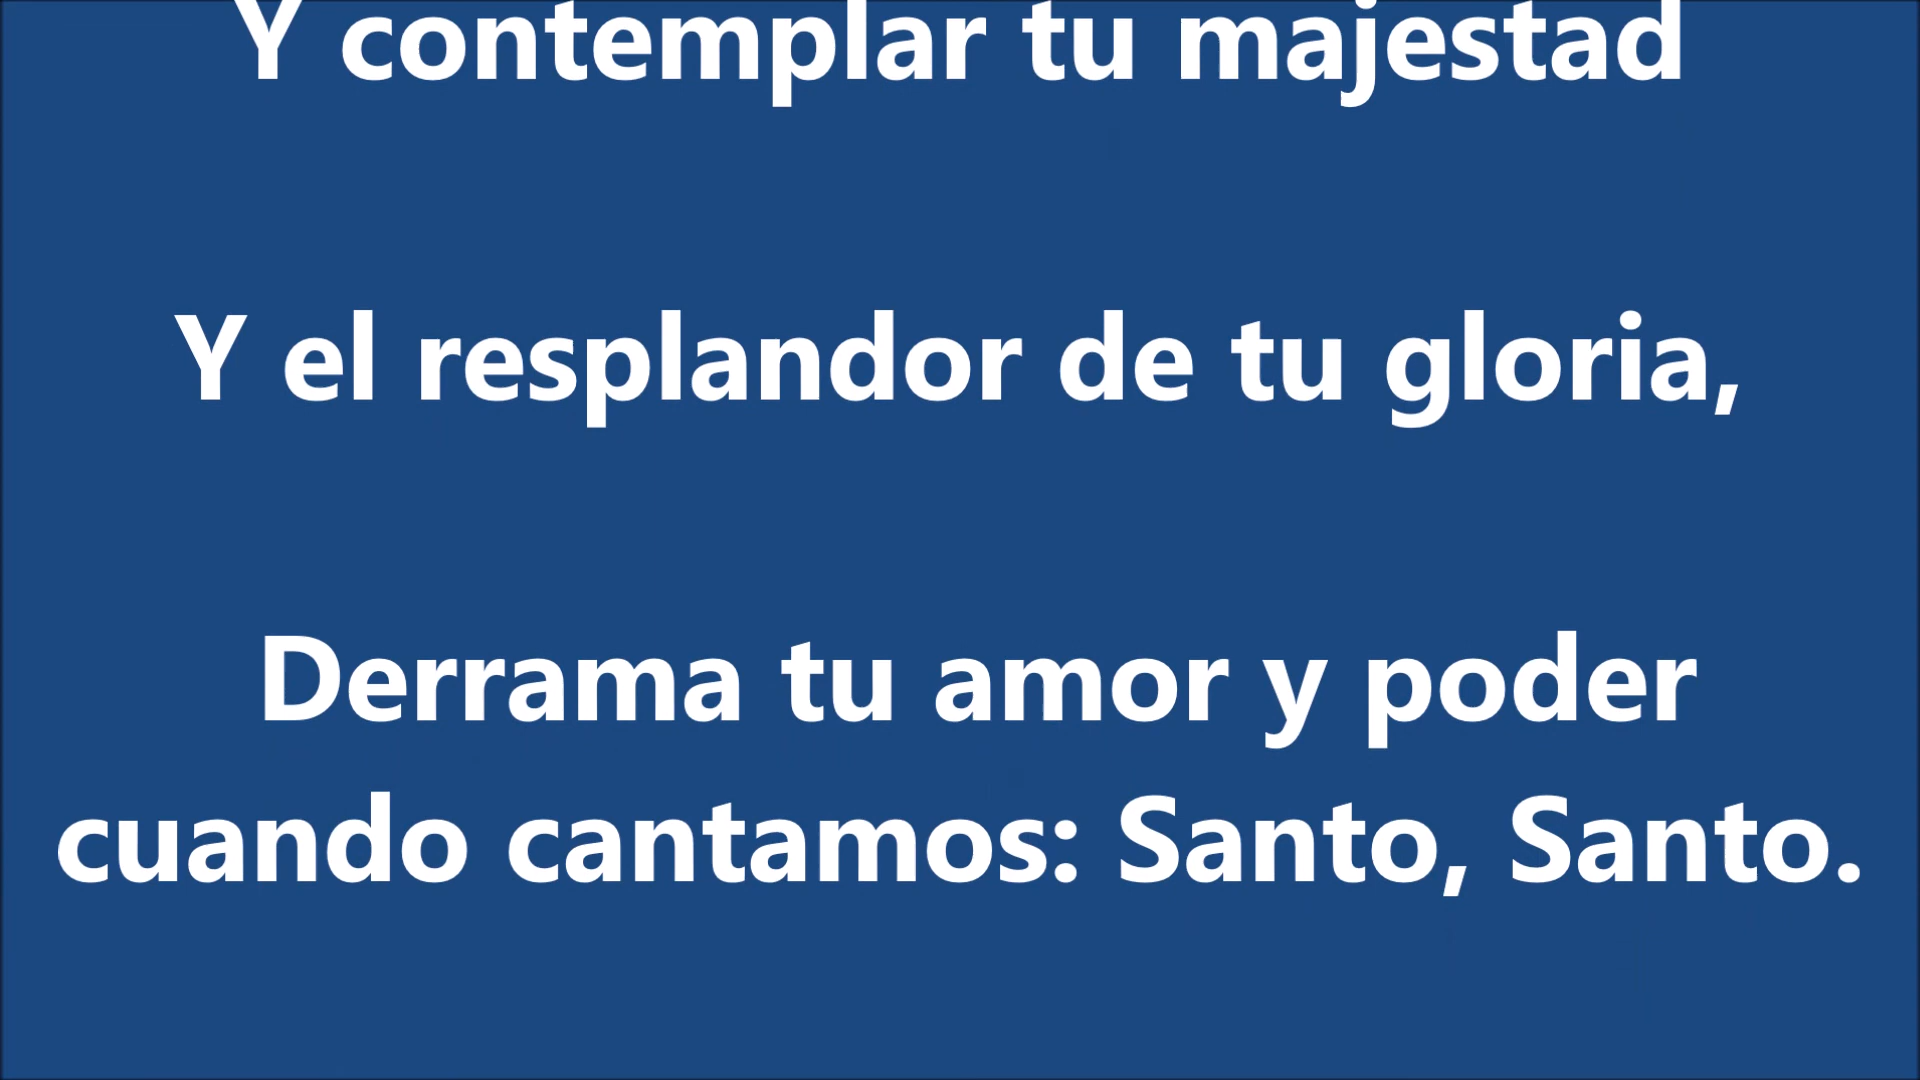 Y contemplar tu majestad
Y el resplandor de tu gloria,
Derrama tu amor y poder
cuando cantamos: Santo, Santo.